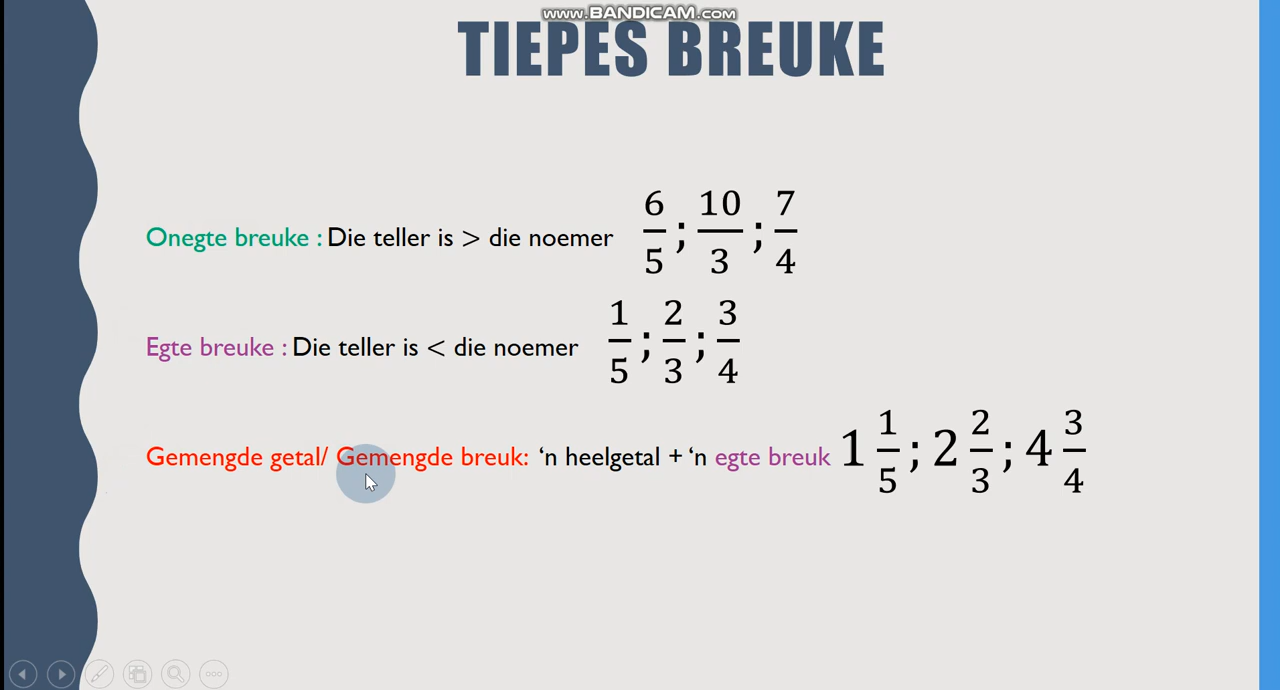 www.BANDICAM.com
TIEPES BREUKE
Onegte breuke : Die teller is > die noemer 6/5 ; 10/3 ; 7/4
Egte breuke : Die teller is < die noemer 1/5 ; 2/3 ; 3/4
Gemengde getal/ Gemengde breuk: ‘n heelgetal + ‘n egte breuk 1 1/5 ; 2 2/3 ; 4 3/4